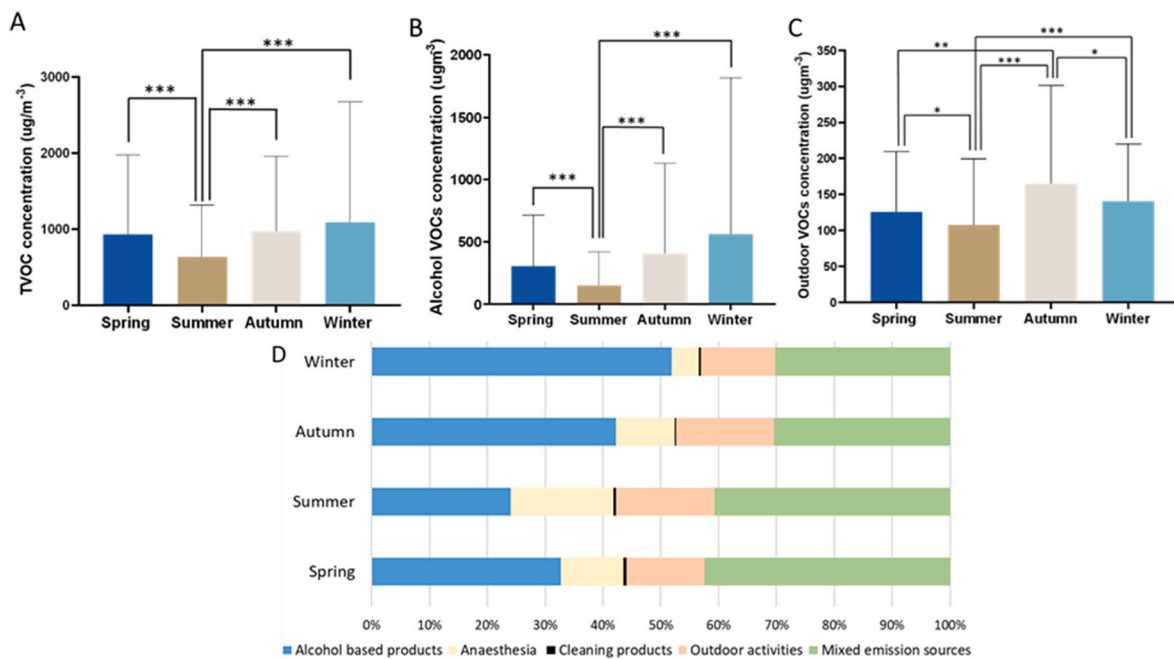 A
TVOC concentration (ug/m-3)
3000
2000
1000
0
***
***
***
Spring Summer Autumn Winter
B
Alcohol VOCs concentration (ugm-3)
2000
1500
1000
500
0
***
***
***
Spring Summer Autumn Winter
C
Outdoor VOCs concentration (ugm-3)
350
300
250
200
150
100
50
0
***
**
***
*
*
Spring Summer Autumn Winter
D
Winter
Autumn
Summer
Spring
0% 10% 20% 30% 40% 50% 60% 70% 80% 90% 100%
Alcohol based products Anaesthesia Cleaning products Outdoor activities Mixed emission sources